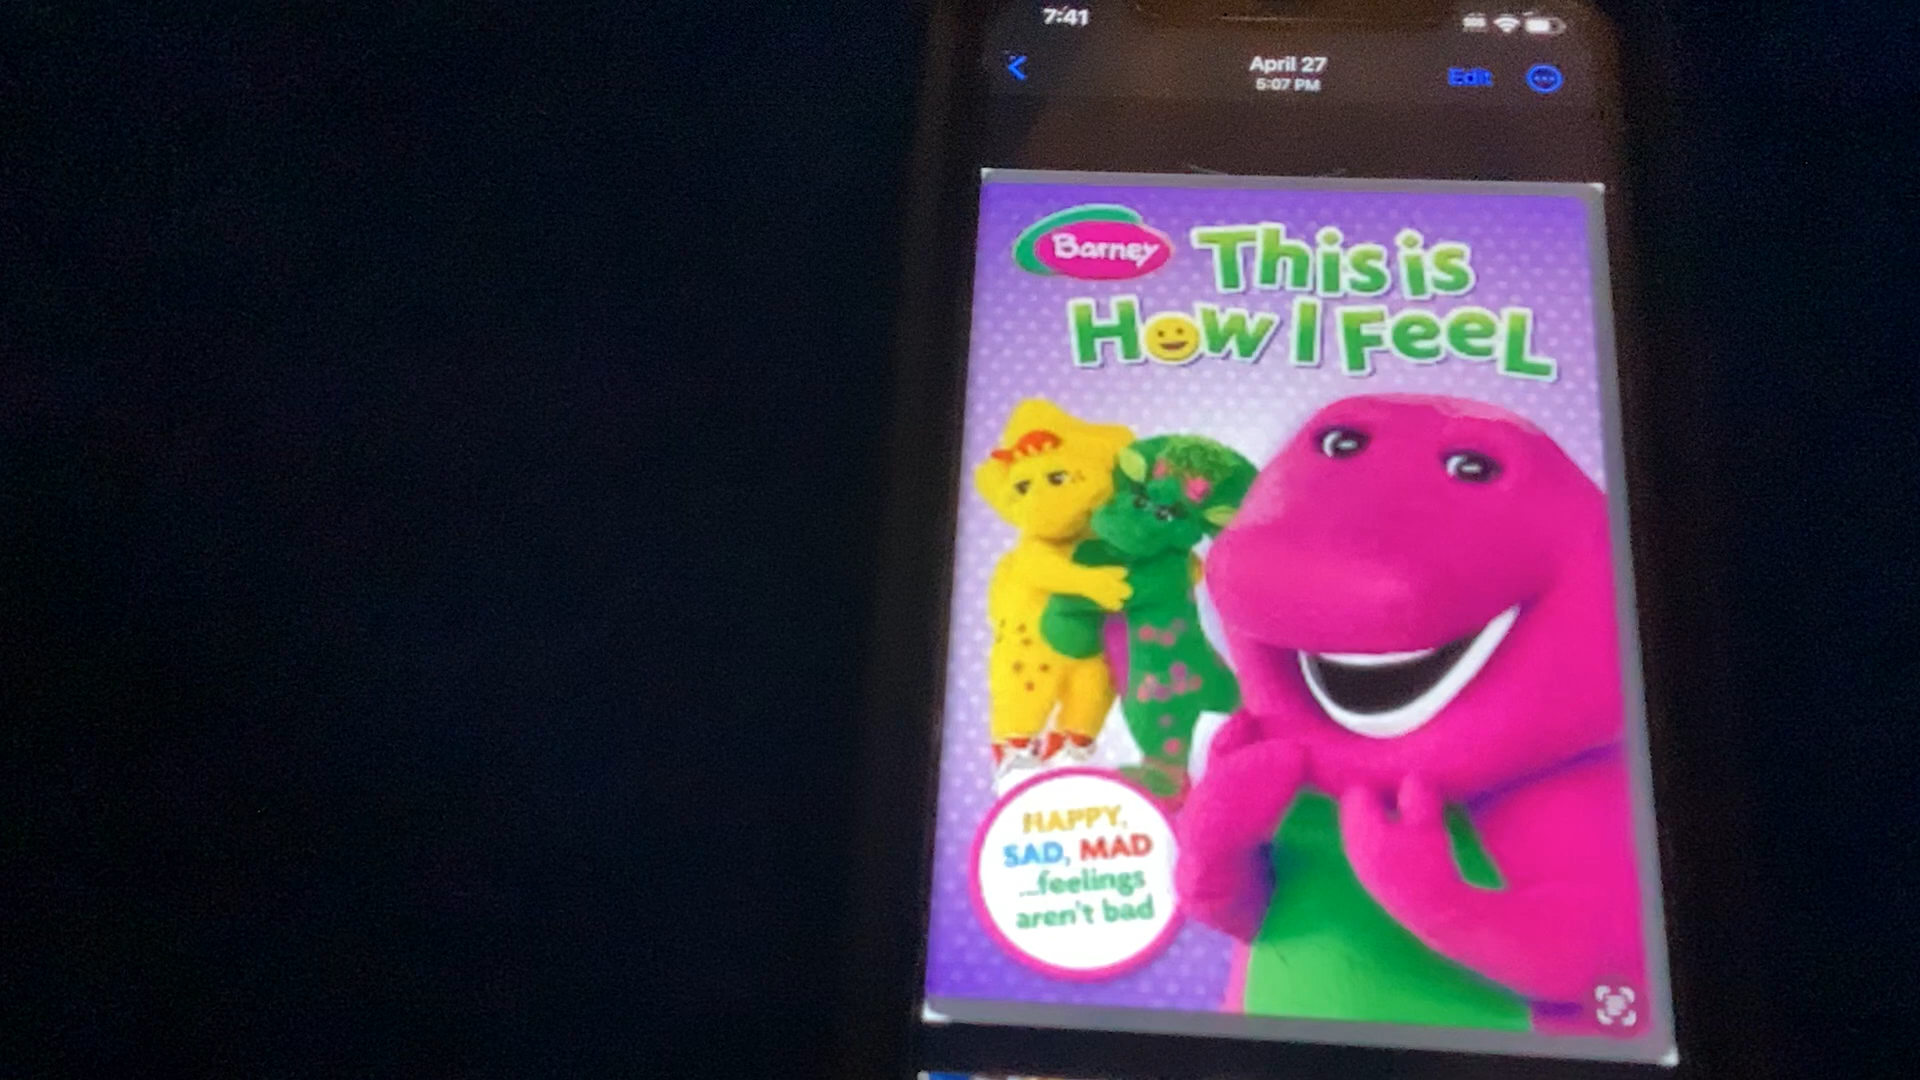 7:41
April 27
5:07 PM
Edit
Barney
This is
How I Feel
HAPPY,
SAD, MAD
...feelings
aren't bad